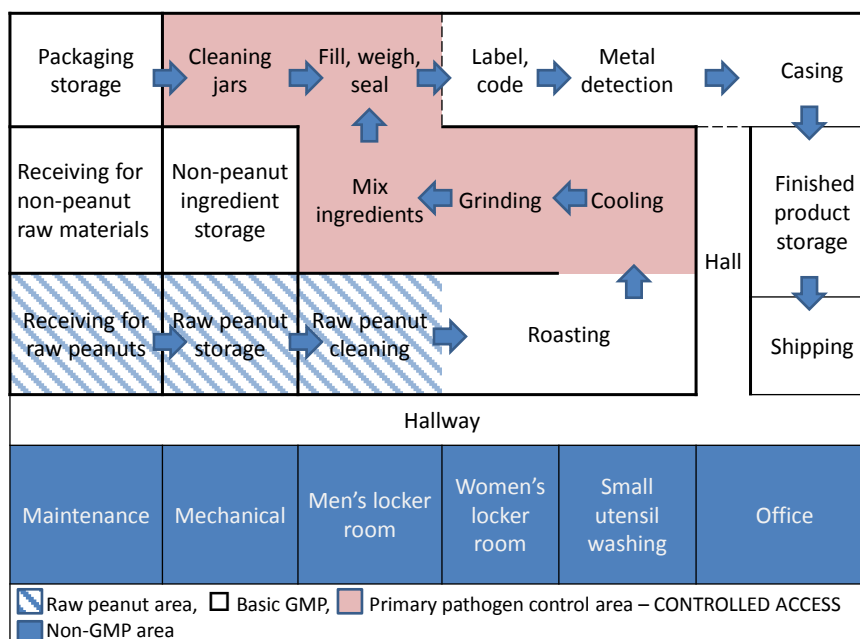 Packaging
storage
Cleaning
jars
Fill, weigh,
seal
Label,
code
Metal
detection
Casing
Receiving for
non-peanut
raw materials
Non-peanut
ingredient
storage
Mix
ingredients
Grinding
Cooling
Hall
Finished
product
storage
Receiving for
raw peanuts
Raw peanut
storage
Raw peanut
cleaning
Roasting
Shipping
Hallway
Maintenance
Mechanical
Men's locker
room
Women's
locker
room
Small
utensil
washing
Office
Raw peanut area, Basic GMP, Primary pathogen control area – CONTROLLED ACCESS
Non-GMP area